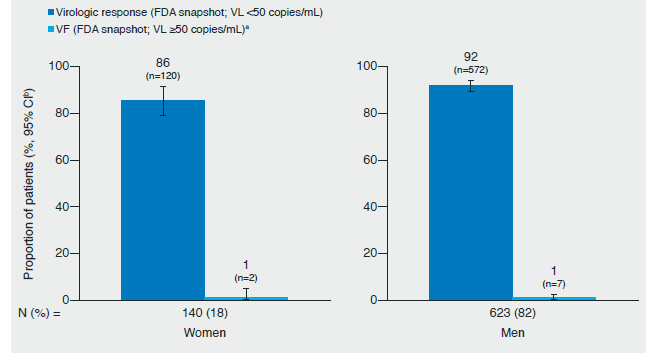 Virologic response (FDA snapshot; VL <50 copies/mL)
VF (FDA snapshot; VL ≥50 copies/mL)ᵃ
Proportion of patients (%, 95% CIᵇ)
100
80
60
40
20
0
86
(n=120)
1
(n=2)
100
80
60
40
20
0
92
(n=572)
1
(n=7)
N (%) = 140 (18) 623 (82)
Women Men